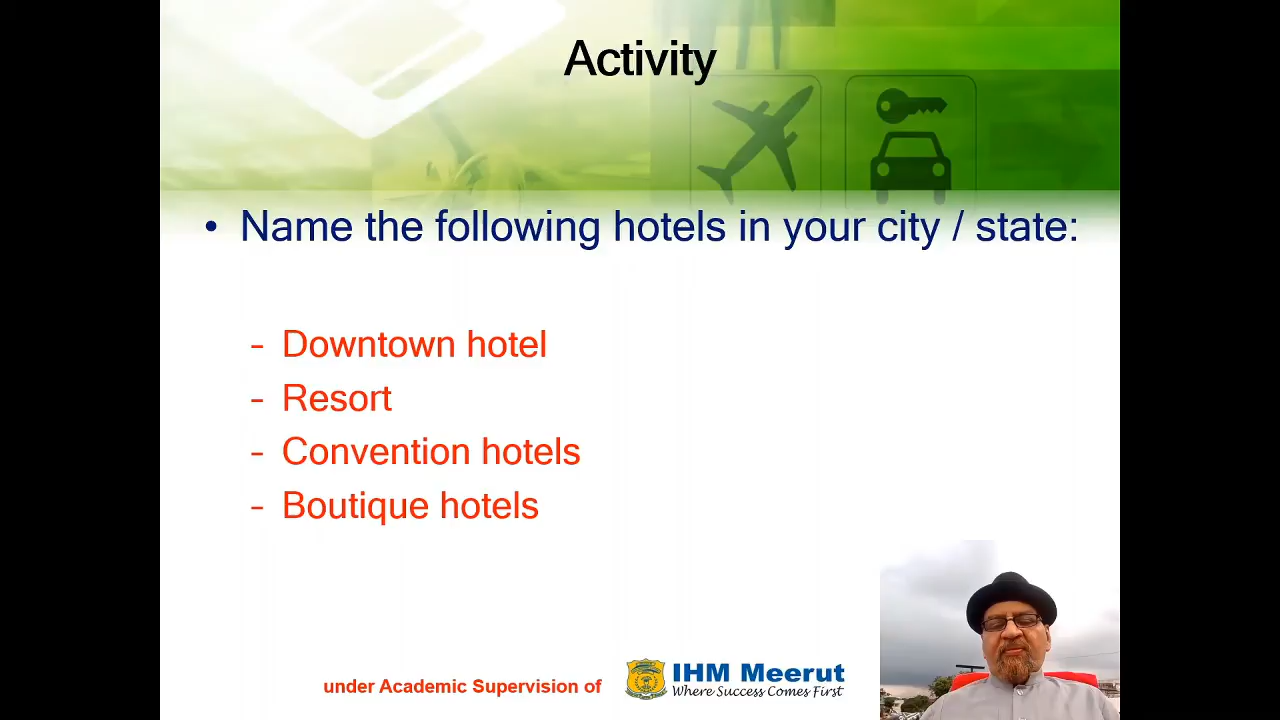 Activity
• Name the following hotels in your city / state:
- Downtown hotel
- Resort
- Convention hotels
- Boutique hotels
under Academic Supervision of
IHM Meerut
Where Success Comes First